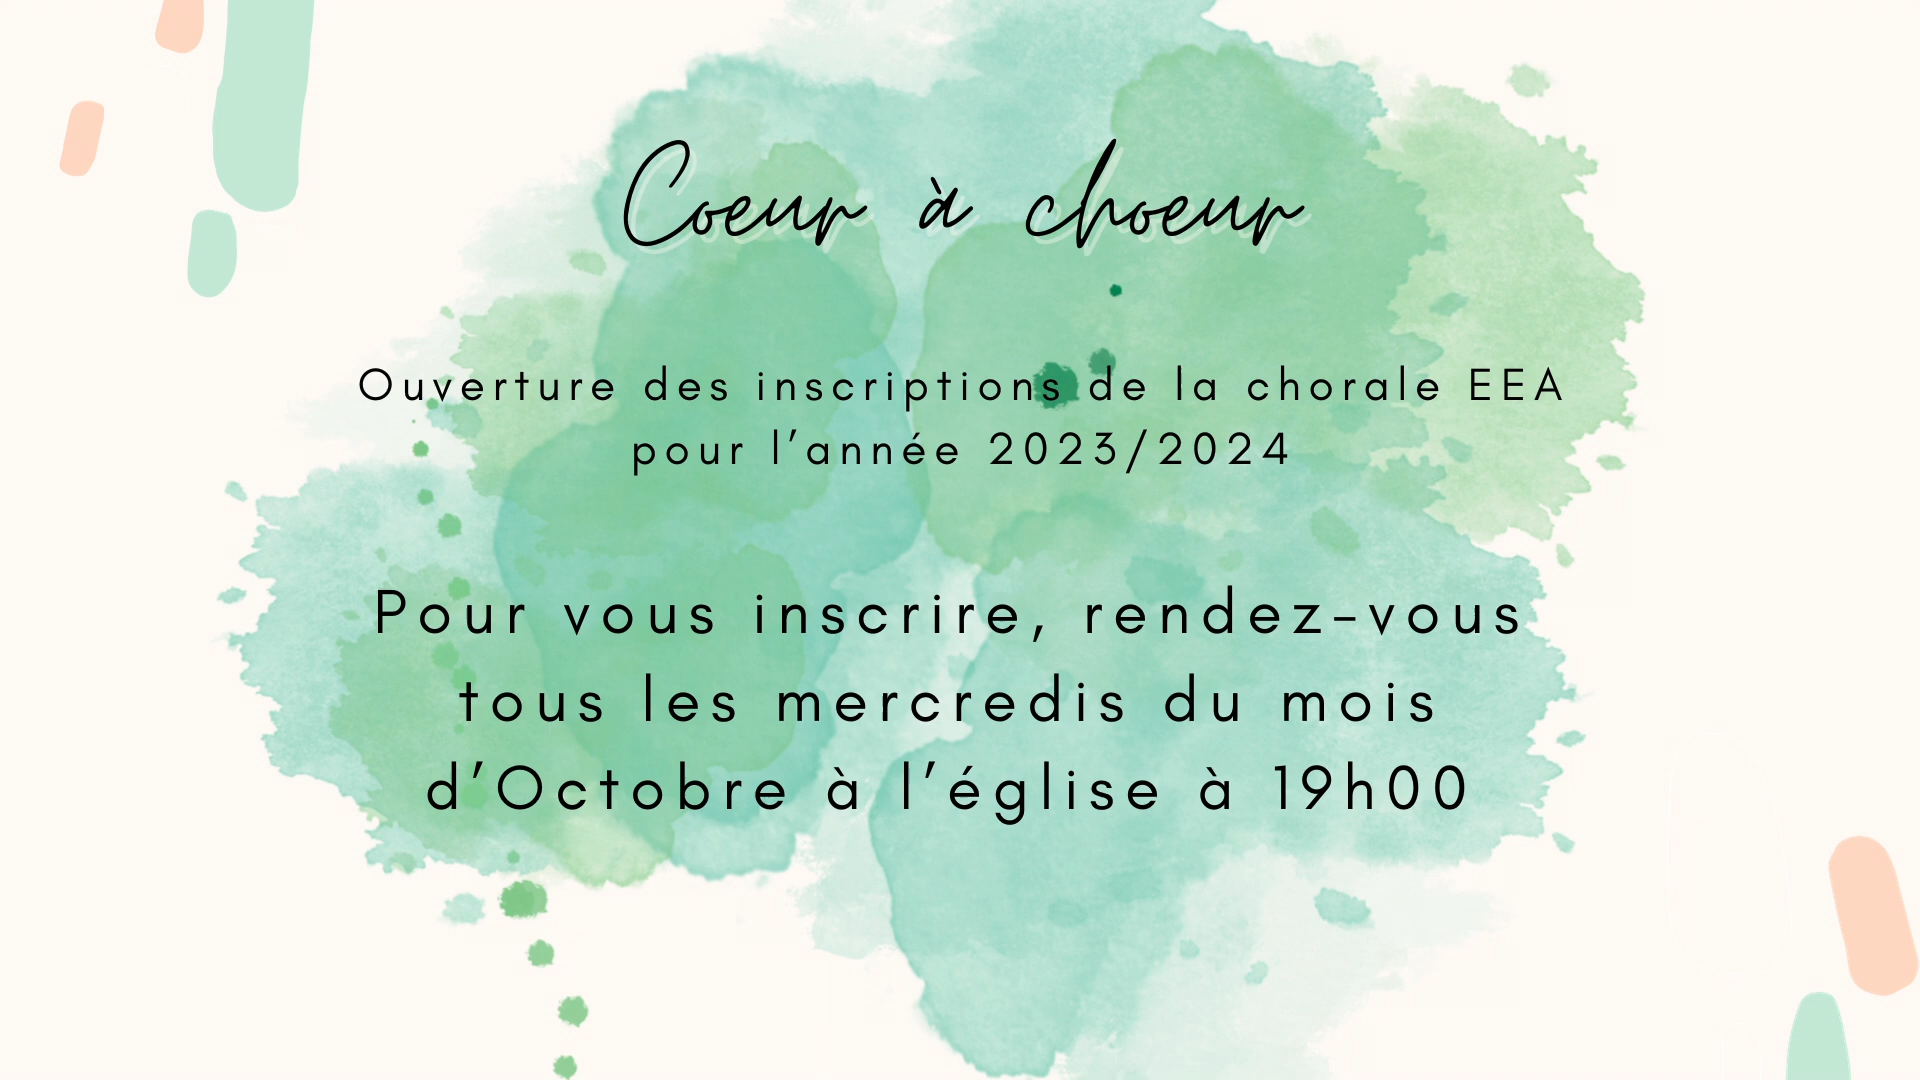 Coeur à choeur
Ouverture des inscriptions de la chorale EEA
pour l’année 2023/2024
Pour vous inscrire, rendez-vous
tous les mercredis du mois
d’Octobre à l’église à 19h00